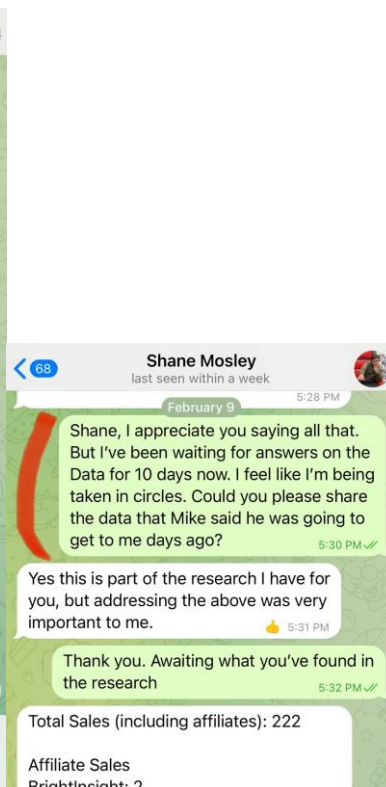 68
Shane Mosley
last seen within a week
5:28 PM
February 9
Shane, I appreciate you saying all that.
But I've been waiting for answers on the
Data for 10 days now. I feel like I'm being
taken in circles. Could you please share
the data that Mike said he was going to
get to me days ago?
5:30 PM
Yes this is part of the research I have for
you, but addressing the above was very
important to me.
5:31 PM
Thank you. Awaiting what you've found in
the research
5:32 PM
Total Sales (including affiliates): 222
Affiliate Sales
BrightInsight: 2